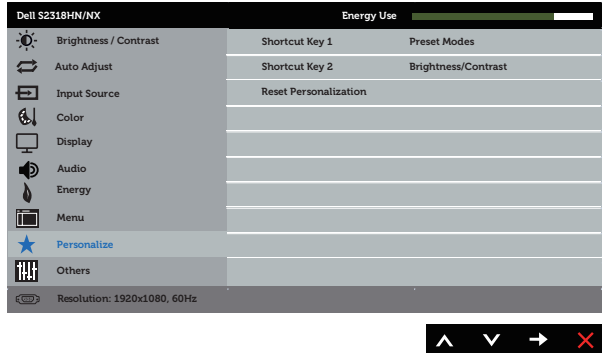 Dell S2318HN/NX Energy Use
Brightness / Contrast Shortcut Key 1 Preset Modes
Auto Adjust Shortcut Key 2 Brightness/Contrast
Input Source Reset Personalization
Color
Display
Audio
Energy
Menu
Personalize
Others
Resolution: 1920x1080, 60Hz